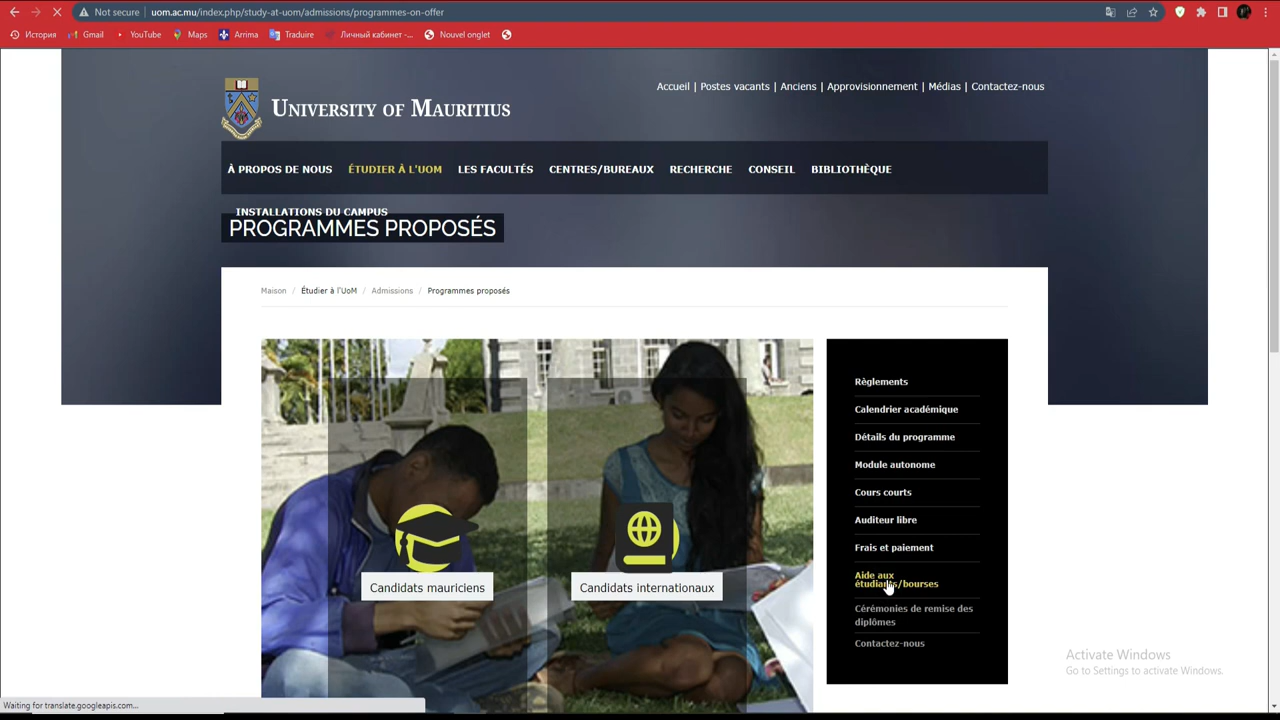 Not secure | uom.ac.mu/index.php/study-at-uom/admissions/programmes-on-offer
История Gmail YouTube Maps Arrima Traduire Личный кабинет -... Nouvel onglet
UNIVERSITY OF MAURITIUS
Accueil | Postes vacants | Anciens | Approvisionnement | Médias | Contactez-nous
À PROPOS DE NOUS ÉTUDIER À L'UOM LES FACULTÉS CENTRES/BUREAUX RECHERCHE CONSEIL BIBLIOTHÈQUE
INSTALLATIONS DU CAMPUS
PROGRAMMES PROPOSÉS
Maison / Étudier à l'UoM / Admissions / Programmes proposés
Candidats mauriciens
Candidats internationaux
Règlements
Calendrier académique
Détails du programme
Module autonome
Cours courts
Auditeur libre
Frais et paiement
Aide aux
étudiants/bourses
Cérémonies de remise des
diplômes
Contactez-nous
Activate Windows
Go to Settings to activate Windows.
Waiting for translate.googleapis.com...